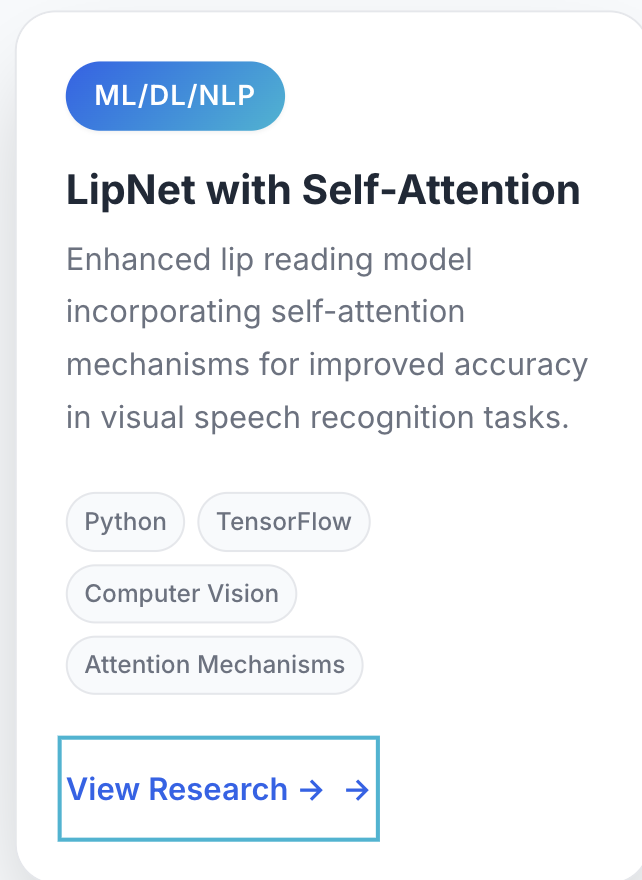 ML/DL/NLP
LipNet with Self-Attention
Enhanced lip reading model
incorporating self-attention
mechanisms for improved accuracy
in visual speech recognition tasks.
Python TensorFlow
Computer Vision
Attention Mechanisms
View Research → →